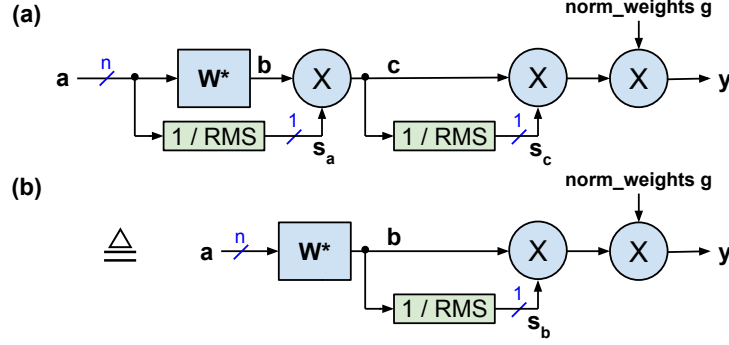 (a)
norm_weights g
a n W* b X c X X y
1 / RMS 1 1 / RMS 1
s_a s_c
(b)
norm_weights g
≜ a n W* b X X y
1 / RMS 1
s_b